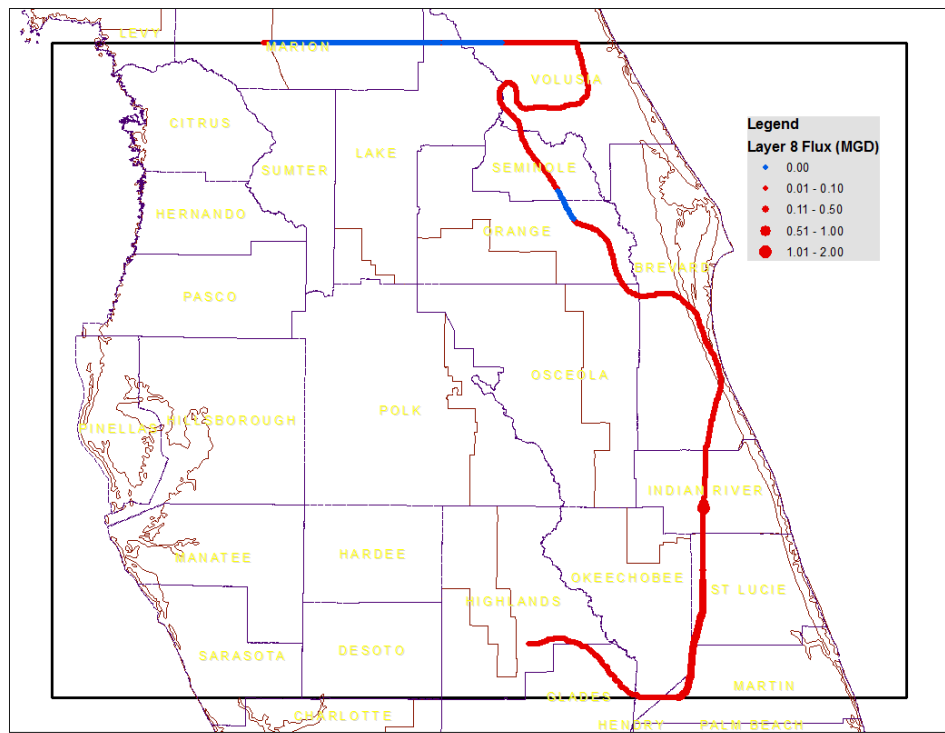 LEVY
MARION
VOLUSIA
CITRUS
LAKE
SUMTER
SEMINOLE
HERNANDO
ORANGE
BREVARD
PASCO
OSCEOLA
POLK
HILLSBOROUGH
PINELLAS
INDIAN RIVER
MANATEE
HARDEE
OKEECHOBEE
ST LUCIE
HIGHLANDS
SARASOTA
DESOTO
MARTIN
GLADES
CHARLOTTE
HENDRY
PALM BEACH
Legend
Layer 8 Flux (MGD)
0.00
0.01 - 0.10
0.11 - 0.50
0.51 - 1.00
1.01 - 2.00